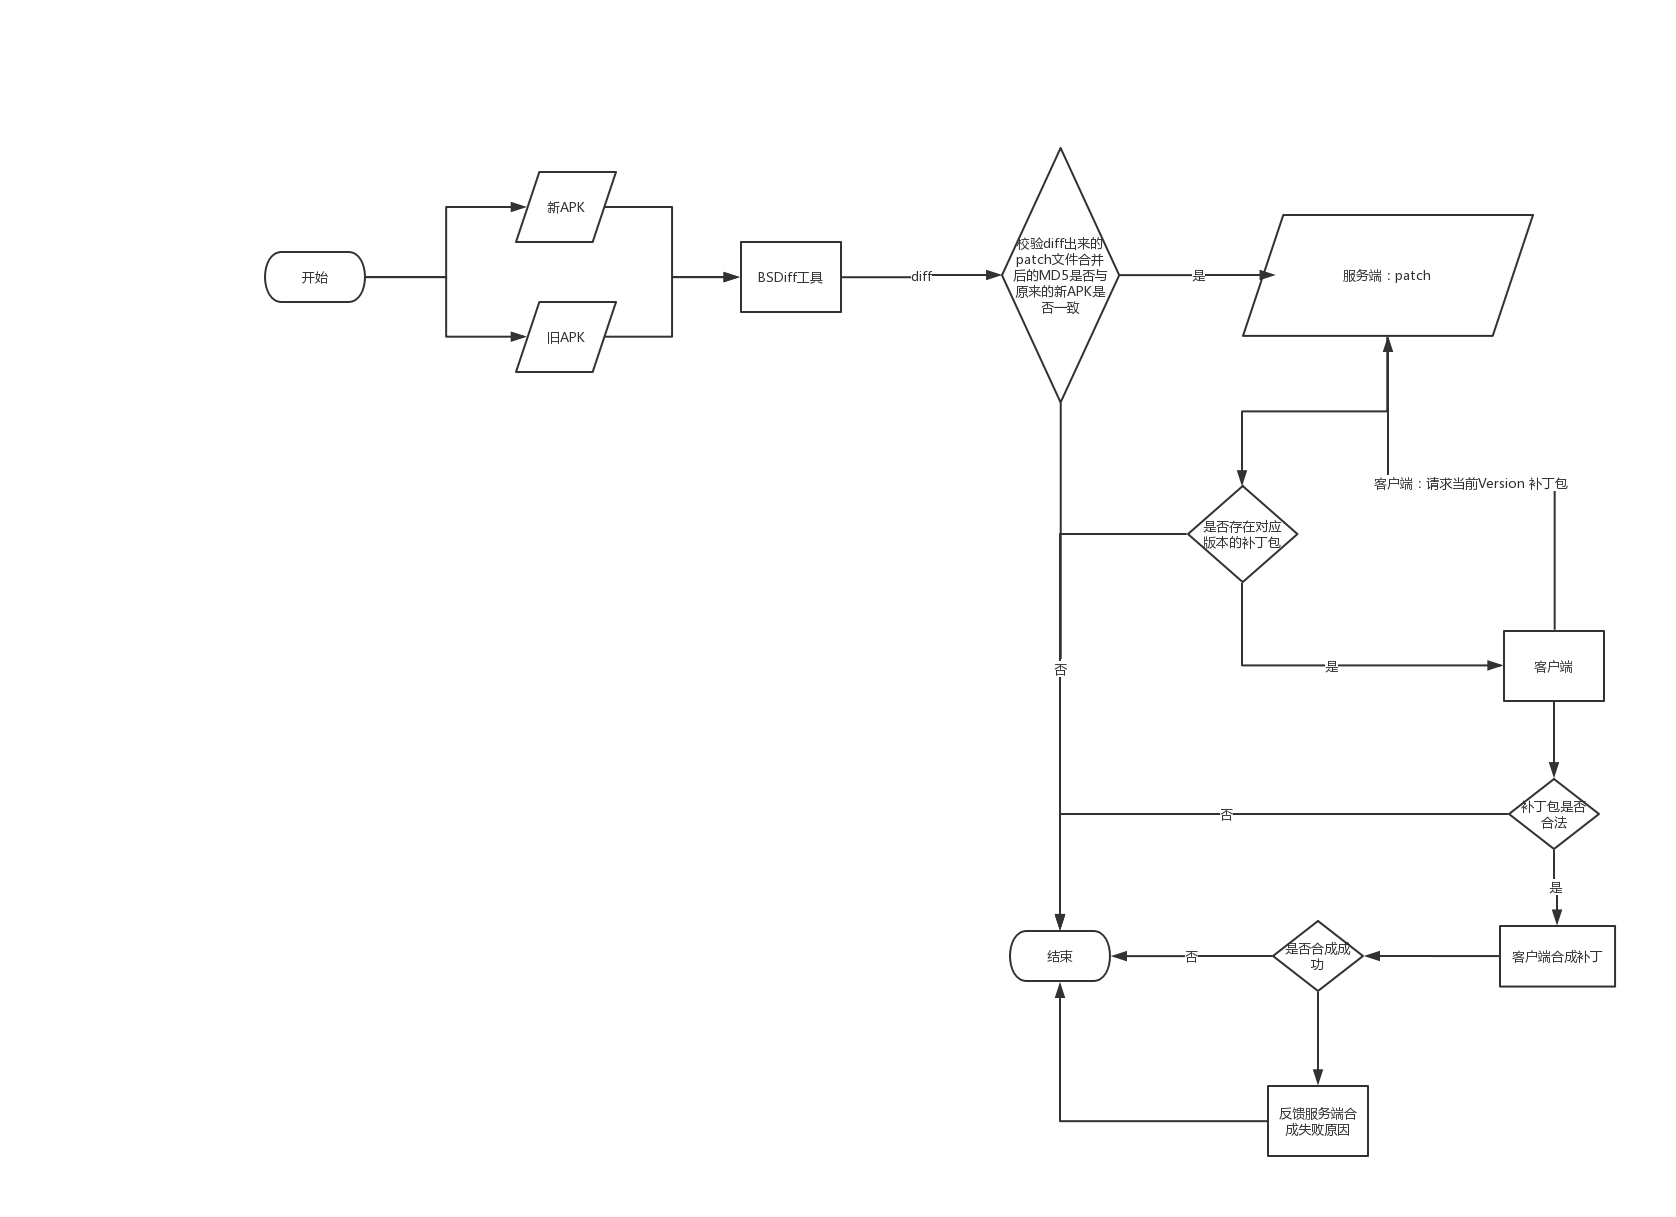 新APK
开始
旧APK
BSDiff工具
diff
校验diff出来的
patch文件合并
后的MD5是否与
原来的新APK是
否一致
是
服务端：patch
客户端：请求当前Version 补丁包
是否存在对应
版本的补丁包
否
是
客户端
否
补丁包是否
合法
是
结束
否
是否合成成
功
客户端合成补丁
反馈服务端合
成失败原因